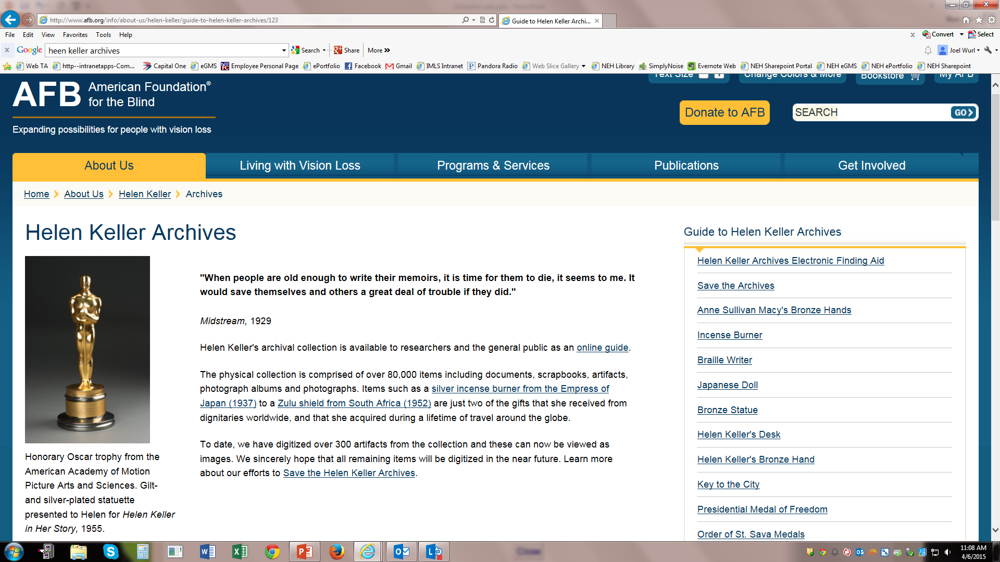 http://www.afb.org/info/about-us/helen-keller/guide-to-helen-keller-archives/123
Guide to Helen Keller Archi...
File Edit View Favorites Tools Help
Convert Select
Google heen keller archives Search Share More »
Joel Wurl
Web TA http--intranetapps-Com... Capital One eGMS Employee Personal Page ePortfolio Facebook Gmail IMLS Intranet Pandora Radio Web Slice Gallery NEH Library SimplyNoise Evernote Web NEH Sharepoint Portal NEH eGMS NEH ePortfolio NEH Sharepoint
Text Size Change Colors & More Bookstore My AFB
AFB American Foundation®
for the Blind
Expanding possibilities for people with vision loss
Donate to AFB
SEARCH GO
About Us Living with Vision Loss Programs & Services Publications Get Involved
Home About Us Helen Keller Archives
Helen Keller Archives
"When people are old enough to write their memoirs, it is time for them to die, it seems to me. It
would save themselves and others a great deal of trouble if they did."
Midstream, 1929
Helen Keller's archival collection is available to researchers and the general public as an online guide.
The physical collection is comprised of over 80,000 items including documents, scrapbooks, artifacts,
photograph albums and photographs. Items such as a silver incense burner from the Empress of
Japan (1937) to a Zulu shield from South Africa (1952) are just two of the gifts that she received from
dignitaries worldwide, and that she acquired during a lifetime of travel around the globe.
To date, we have digitized over 300 artifacts from the collection and these can now be viewed as
images. We sincerely hope that all remaining items will be digitized in the near future. Learn more
about our efforts to Save the Helen Keller Archives.
Honorary Oscar trophy from the
American Academy of Motion
Picture Arts and Sciences. Gilt-
and silver-plated statuette
presented to Helen for Helen Keller
in Her Story, 1955.
Guide to Helen Keller Archives
Helen Keller Archives Electronic Finding Aid
Save the Archives
Anne Sullivan Macy's Bronze Hands
Incense Burner
Braille Writer
Japanese Doll
Bronze Statue
Helen Keller's Desk
Helen Keller's Bronze Hand
Key to the City
Presidential Medal of Freedom
Order of St. Sava Medals
Close
11:08 AM
4/6/2015